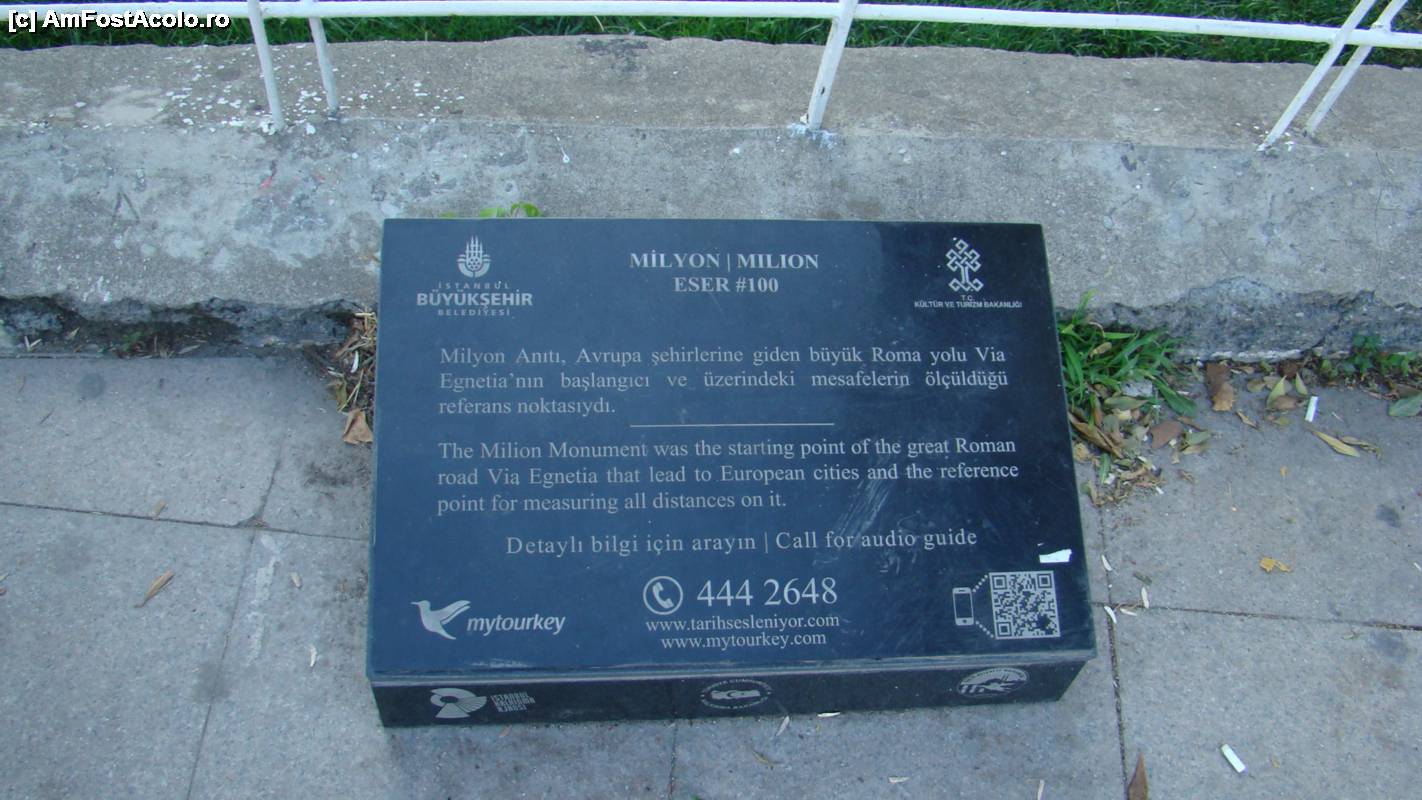 [c] AmFostAcolo.ro
İSTANBUL
BÜYÜKŞEHİR
BELEDİYESİ
MİLYON | MILION
ESER #100
T.C.
KÜLTÜR VE TURİZM BAKANLIĞI
Milyon Anıtı, Avrupa şehirlerine giden büyük Roma yolu Via
Egnetia'nın başlangıcı ve üzerindeki mesafelerin ölçüldüğü
referans noktasıydı.
The Milion Monument was the starting point of the great Roman
road Via Egnetia that lead to European cities and the reference
point for measuring all distances on it.
Detaylı bilgi için arayın | Call for audio guide
444 2648
www.tarihsesleniyor.com
www.mytourkey.com
mytourkey
İSTANBUL
KALKINMA
AJANSI